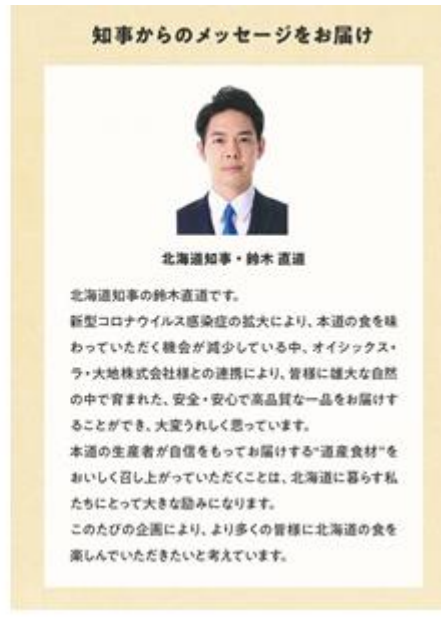 知事からのメッセージをお届け
北海道知事・鈴木 直道
北海道知事の鈴木直道です。
新型コロナウイルス感染症の拡大により、本道の食を味
わっていただく機会が減少している中、オイシックス・
ラ・大地株式会社様との連携により、皆様に雄大な自然
の中で育まれた、安全・安心で高品質な一品をお届けす
ることができ、大変うれしく思っています。
本道の生産者が自信をもってお届けする“道産食材”を
おいしく召し上がっていただくことは、北海道に暮らす私
たちにとって大きな励みになります。
このたびの企画により、より多くの皆様に北海道の食を
楽しんでいただきたいと考えています。